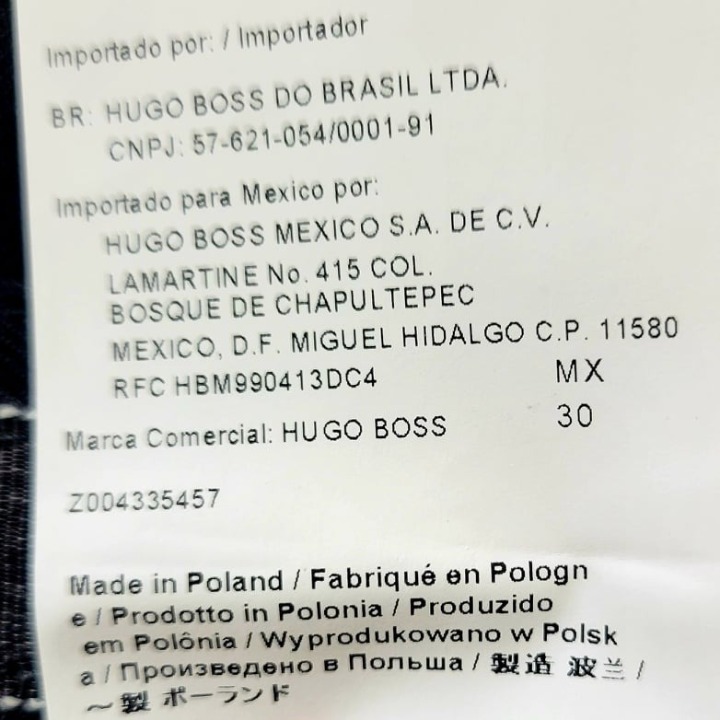 Importado por: / Importador
BR: HUGO BOSS DO BRASIL LTDA.
CNPJ: 57-621-054/0001-91
Importado para Mexico por:
HUGO BOSS MEXICO S.A. DE C.V.
LAMARTINE No. 415 COL.
BOSQUE DE CHAPULTEPEC
MEXICO, D.F. MIGUEL HIDALGO C.P. 11580
RFC HBM990413DC4 MX
Marca Comercial: HUGO BOSS 30
Z004335457
Made in Poland / Fabriqué en Pologn
e / Prodotto in Polonia / Produzido
em Polônia / Wyprodukowano w Polsk
a / Произведено в Польша / 製造 波兰 /
～製 ポーランド